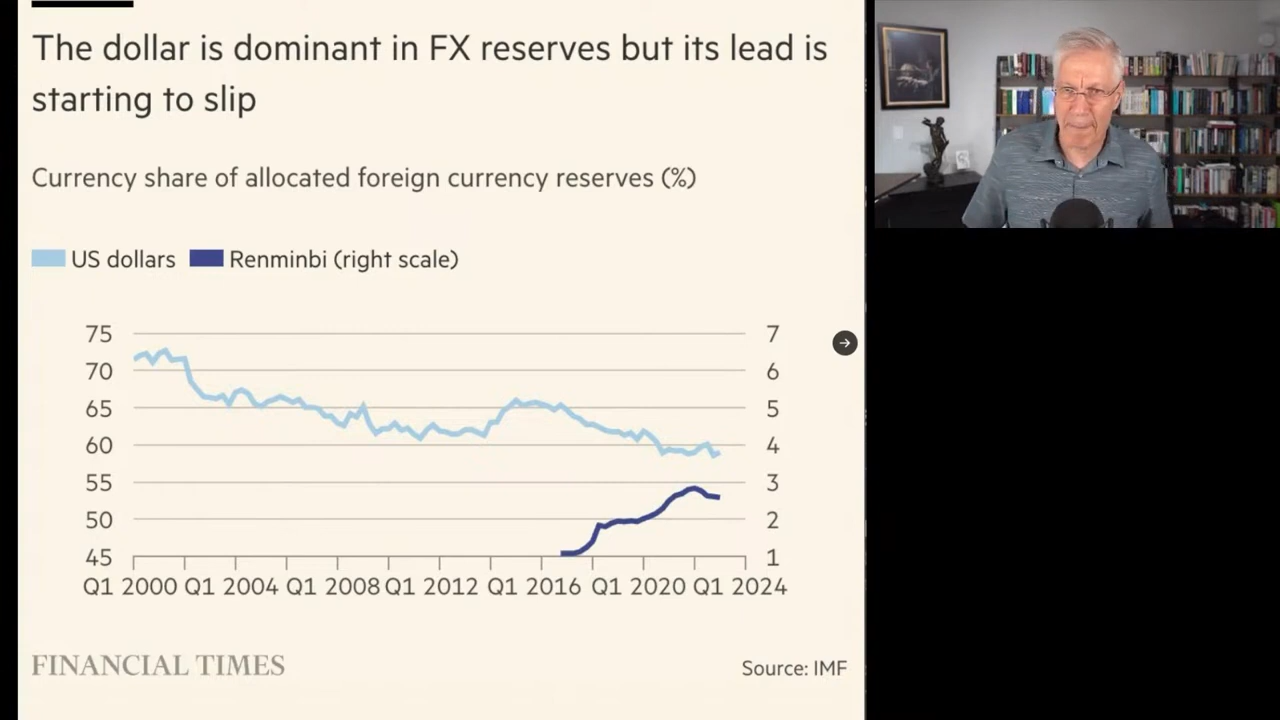 The dollar is dominant in FX reserves but its lead is
starting to slip
Currency share of allocated foreign currency reserves (%)
US dollars Renminbi (right scale)
75 7
70 6
65 5
60 4
55 3
50 2
45 1
Q1 2000 Q1 2004 Q1 2008 Q1 2012 Q1 2016 Q1 2020 Q1 2024
FINANCIAL TIMES Source: IMF